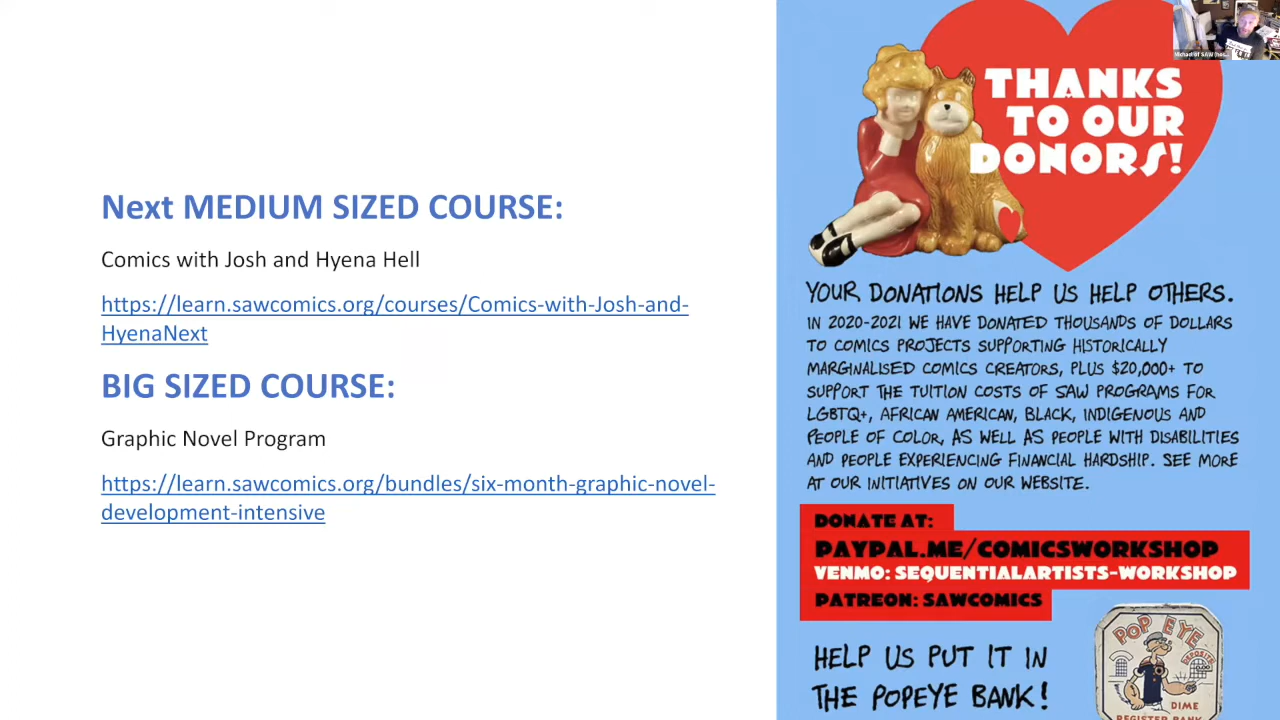 Next MEDIUM SIZED COURSE:
Comics with Josh and Hyena Hell
https://learn.sawcomics.org/courses/Comics-with-Josh-and-
HyenaNext
BIG SIZED COURSE:
Graphic Novel Program
https://learn.sawcomics.org/bundles/six-month-graphic-novel-
development-intensive
THANKS
TO OUR
DONORS!
YOUR DONATIONS HELP US HELP OTHERS.
IN 2020-2021 WE HAVE DONATED THOUSANDS OF DOLLARS
TO COMICS PROJECTS SUPPORTING HISTORICALLY
MARGINALISED COMICS CREATORS, PLUS $20,000+ TO
SUPPORT THE TUITION COSTS OF SAW PROGRAMS FOR
LGBTQ+, AFRICAN AMERICAN, BLACK, INDIGENOUS AND
PEOPLE OF COLOR, AS WELL AS PEOPLE WITH DISABILITIES
AND PEOPLE EXPERIENCING FINANCIAL HARDSHIP. SEE MORE
AT OUR INITIATIVES ON OUR WEBSITE.
DONATE AT:
PAYPAL.ME/COMICSWORKSHOP
VENMO: SEQUENTIALARTISTS-WORKSHOP
PATREON: SAWCOMICS
HELP US PUT IT IN
THE POPEYE BANK!
POPEYE
DIME
REGISTER BANK